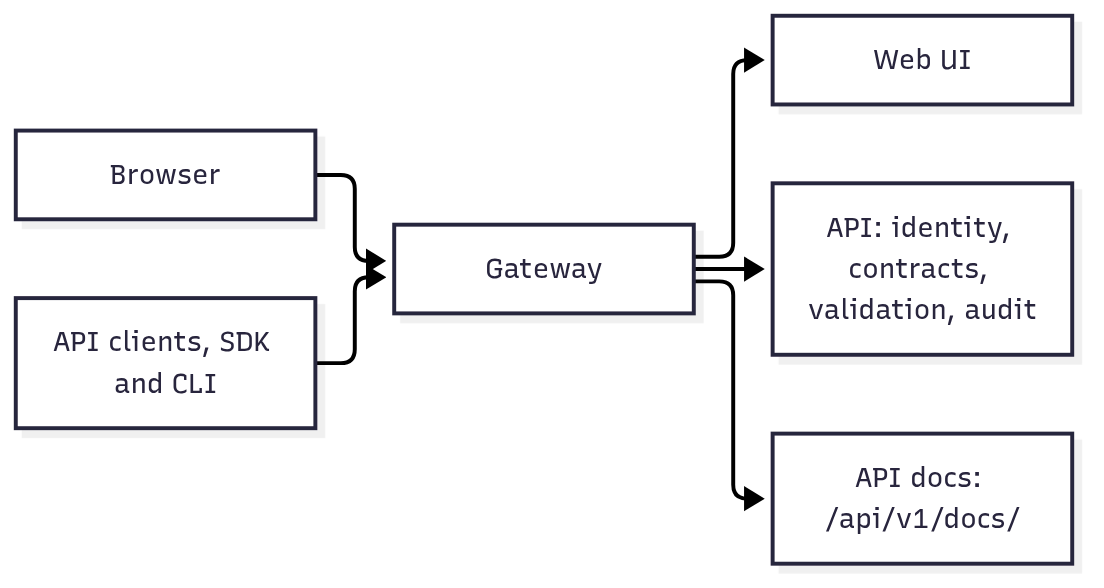 Browser
API clients, SDK
and CLI
Gateway
Web UI
API: identity,
contracts,
validation, audit
API docs:
/api/v1/docs/